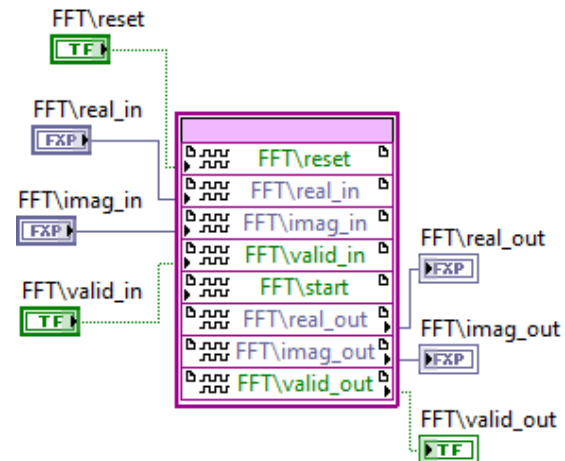 FFT\reset
TF
FFT\real_in
FXP
FFT\imag_in
FXP
FFT\valid_in
TF
FFT\reset
FFT\real_in
FFT\imag_in
FFT\valid_in
FFT\start
FFT\real_out
FFT\imag_out
FFT\valid_out
FFT\real_out
FXP
FFT\imag_out
FXP
FFT\valid_out
TF